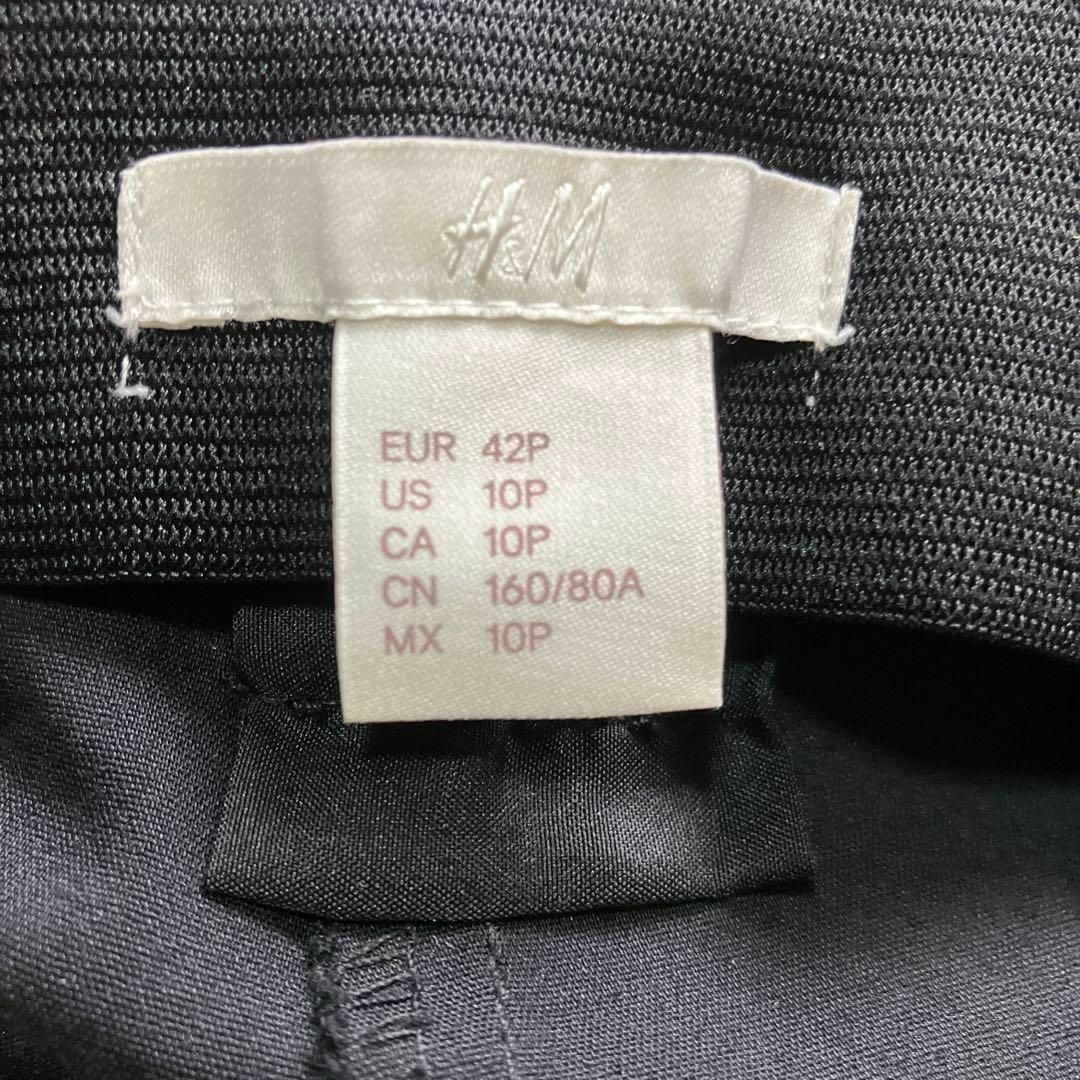 H&M
EUR 42P
US 10P
CA 10P
CN 160/80A
MX 10P